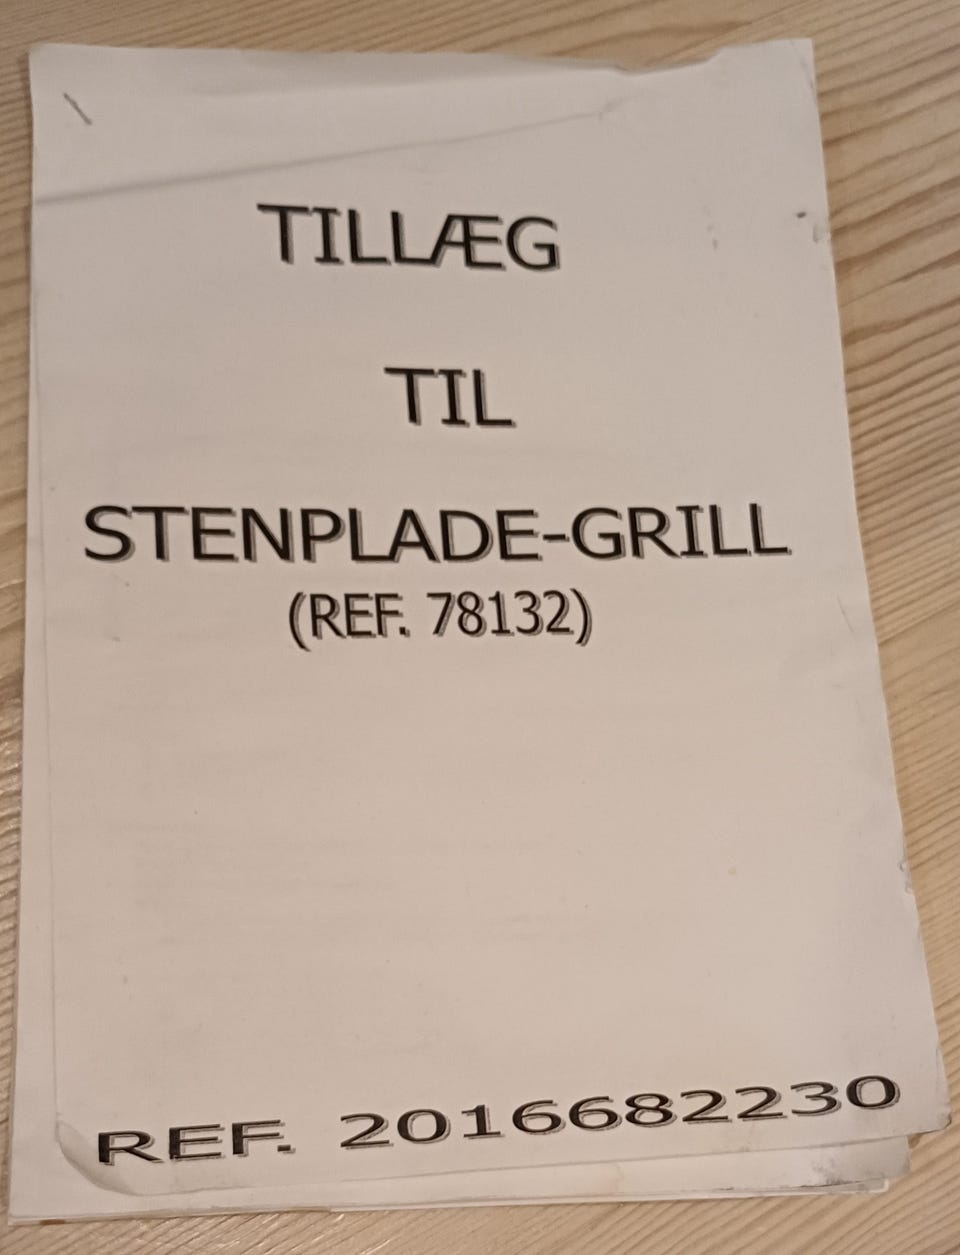 TILLÆG
TIL
STENPLADE-GRILL
(REF. 78132)
REF. 2016682230